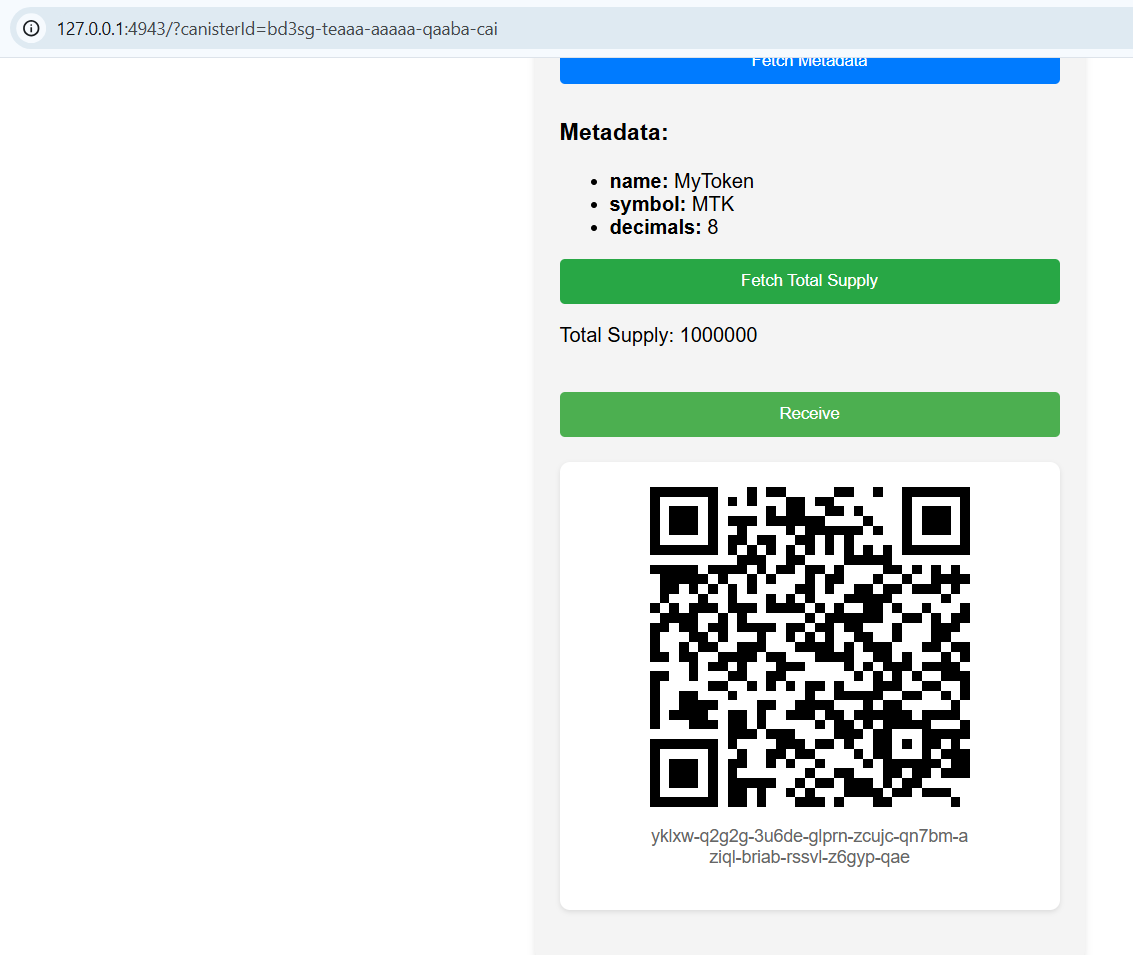 127.0.0.1:4943/?canisterId=bd3sg-teaaa-aaaaa-qaaba-cai
Fetch Metadata
Metadata:
• name: MyToken
• symbol: MTK
• decimals: 8
Fetch Total Supply
Total Supply: 1000000
Receive
yklxw-q2g2g-3u6de-glprn-zcujc-qn7bm-a
ziql-briab-rssvl-z6gyp-qae